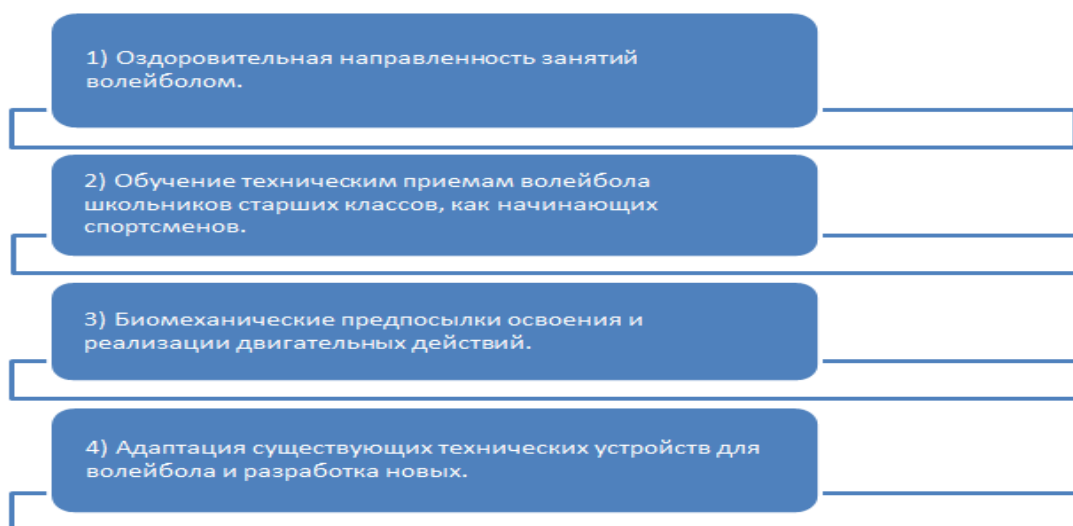 1) Оздоровительная направленность занятий
волейболом.
2) Обучение техническим приемам волейбола
школьников старших классов, как начинающих
спортсменов.
3) Биомеханические предпосылки освоения и
реализации двигательных действий.
4) Адаптация существующих технических устройств для
волейбола и разработка новых.